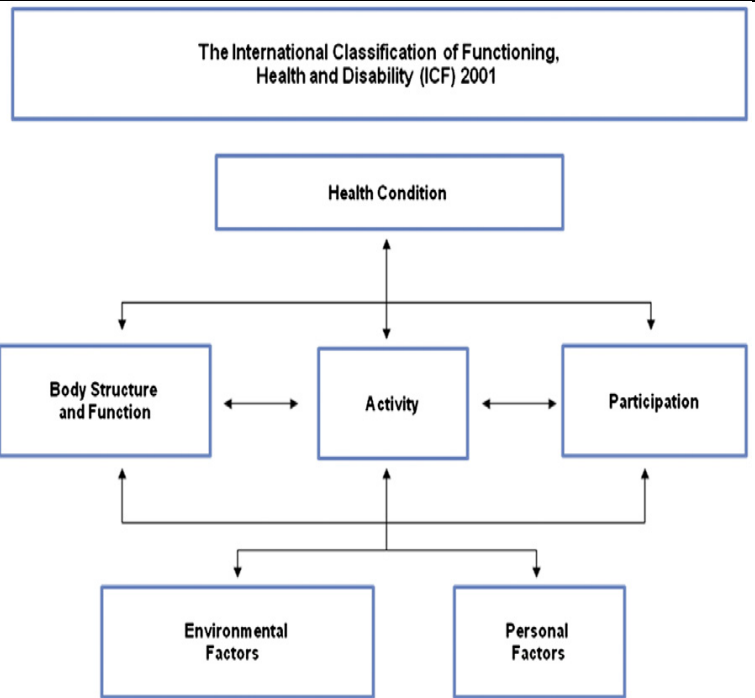 The International Classification of Functioning,
Health and Disability (ICF) 2001
Health Condition
Body Structure
and Function
Activity
Participation
Environmental
Factors
Personal
Factors